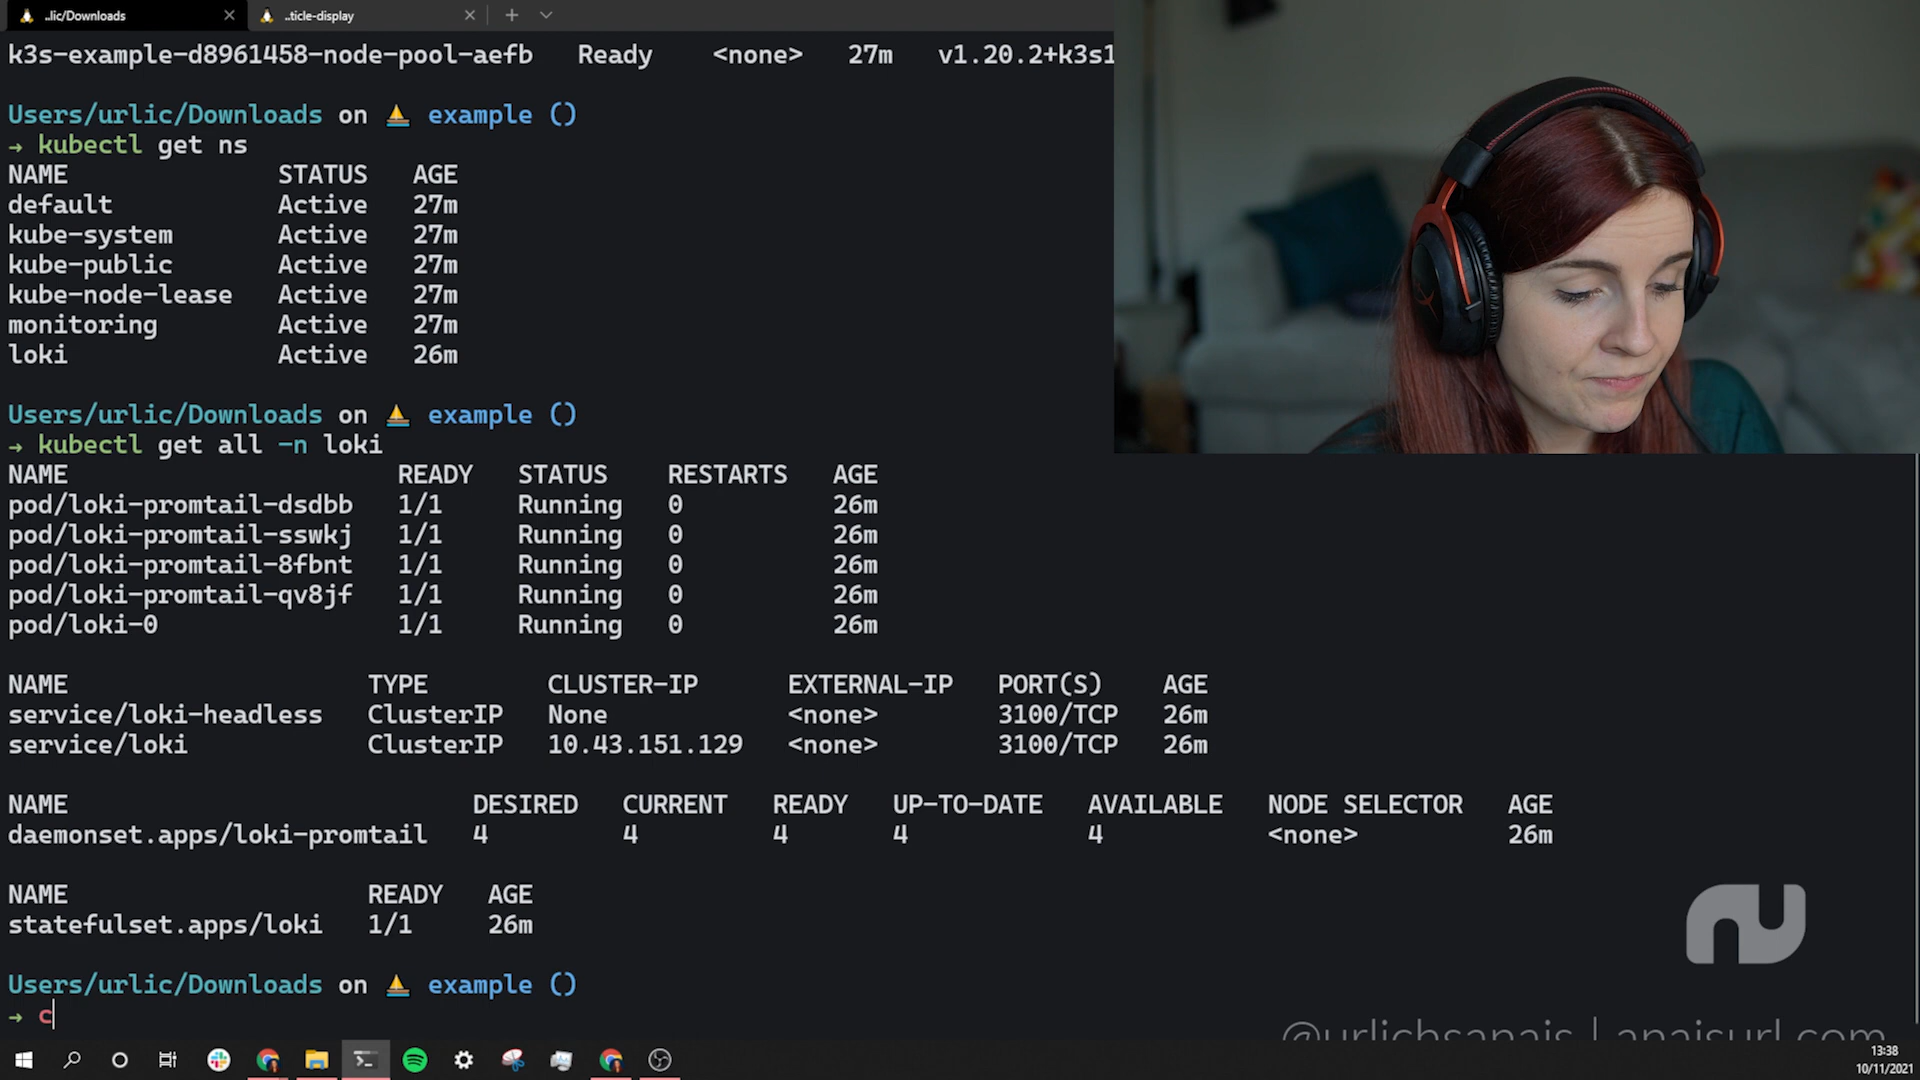 ..lic/Downloads
..ticle-display
k3s-example-d8961458-node-pool-aefb Ready <none> 27m v1.20.2+k3s1
Users/urlic/Downloads on example ()
→ kubectl get ns
NAME STATUS AGE
default Active 27m
kube-system Active 27m
kube-public Active 27m
kube-node-lease Active 27m
monitoring Active 27m
loki Active 26m
Users/urlic/Downloads on example ()
→ kubectl get all -n loki
NAME READY STATUS RESTARTS AGE
pod/loki-promtail-dsdbb 1/1 Running 0 26m
pod/loki-promtail-sswkj 1/1 Running 0 26m
pod/loki-promtail-8fbnt 1/1 Running 0 26m
pod/loki-promtail-qv8jf 1/1 Running 0 26m
pod/loki-0 1/1 Running 0 26m
NAME TYPE CLUSTER-IP EXTERNAL-IP PORT(S) AGE
service/loki-headless ClusterIP None <none> 3100/TCP 26m
service/loki ClusterIP 10.43.151.129 <none> 3100/TCP 26m
NAME DESIRED CURRENT READY UP-TO-DATE AVAILABLE NODE SELECTOR AGE
daemonset.apps/loki-promtail 4 4 4 4 4 <none> 26m
NAME READY AGE
statefulset.apps/loki 1/1 26m
Users/urlic/Downloads on example ()
→ c
@urlichsanais | anaisurl.com
13:38
10/11/2021